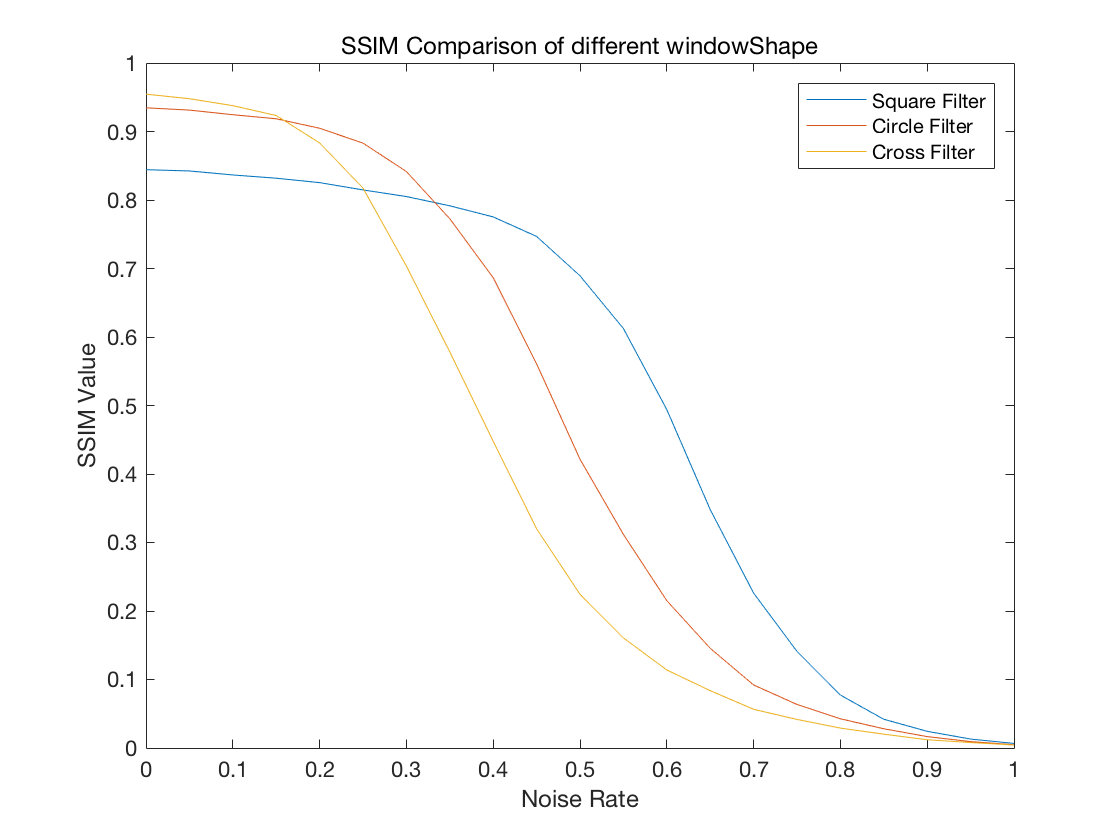 SSIM Comparison of different windowShape
Square Filter
Circle Filter
Cross Filter
SSIM Value
1
0.9
0.8
0.7
0.6
0.5
0.4
0.3
0.2
0.1
0
0 0.1 0.2 0.3 0.4 0.5 0.6 0.7 0.8 0.9 1
Noise Rate